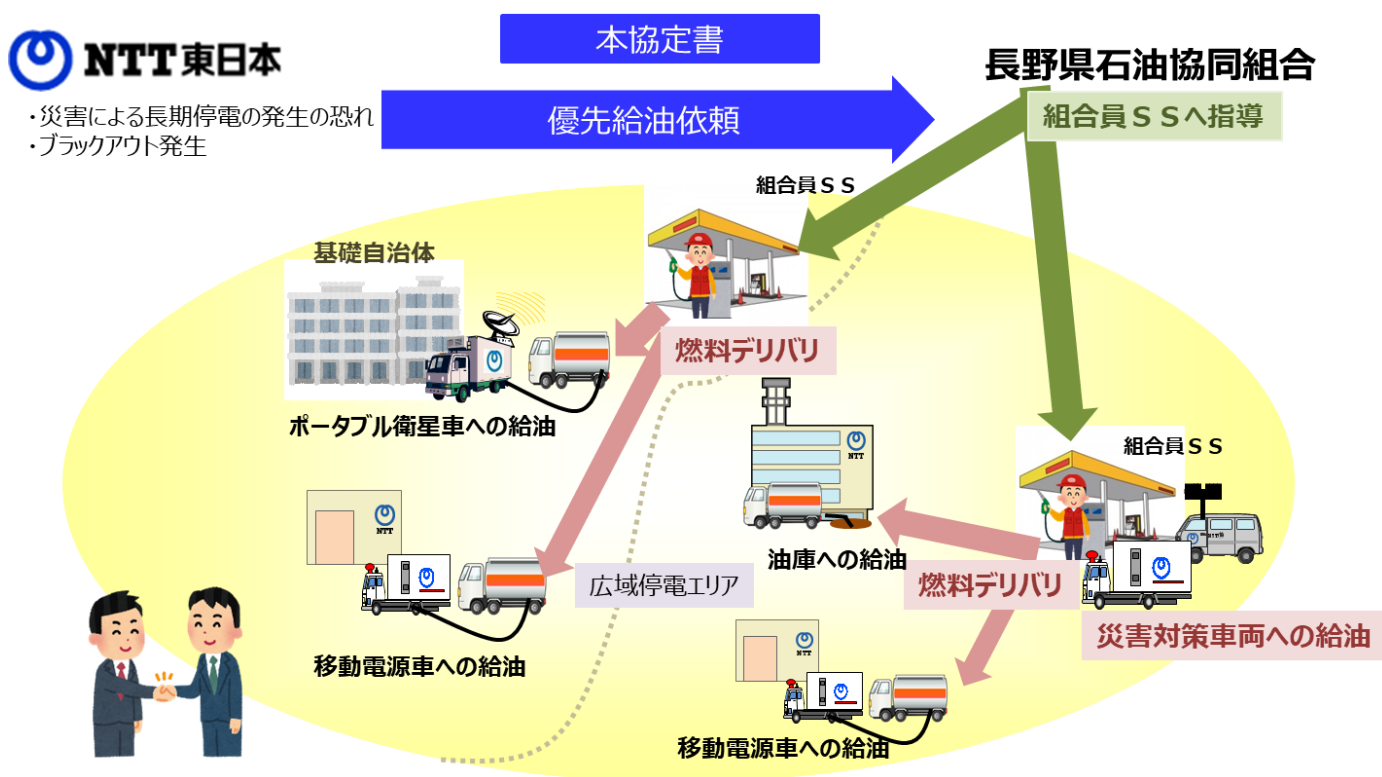 本協定書
NTT東日本
長野県石油協同組合
・災害による長期停電の発生の恐れ
・ブラックアウト発生
優先給油依頼
組合員ＳＳへ指導
組合員ＳＳ
基礎自治体
燃料デリバリ
ポータブル衛星車への給油
NTT
組合員ＳＳ
NTT
油庫への給油
広域停電エリア
燃料デリバリ
災害対策車両への給油
移動電源車への給油
NTT
移動電源車への給油